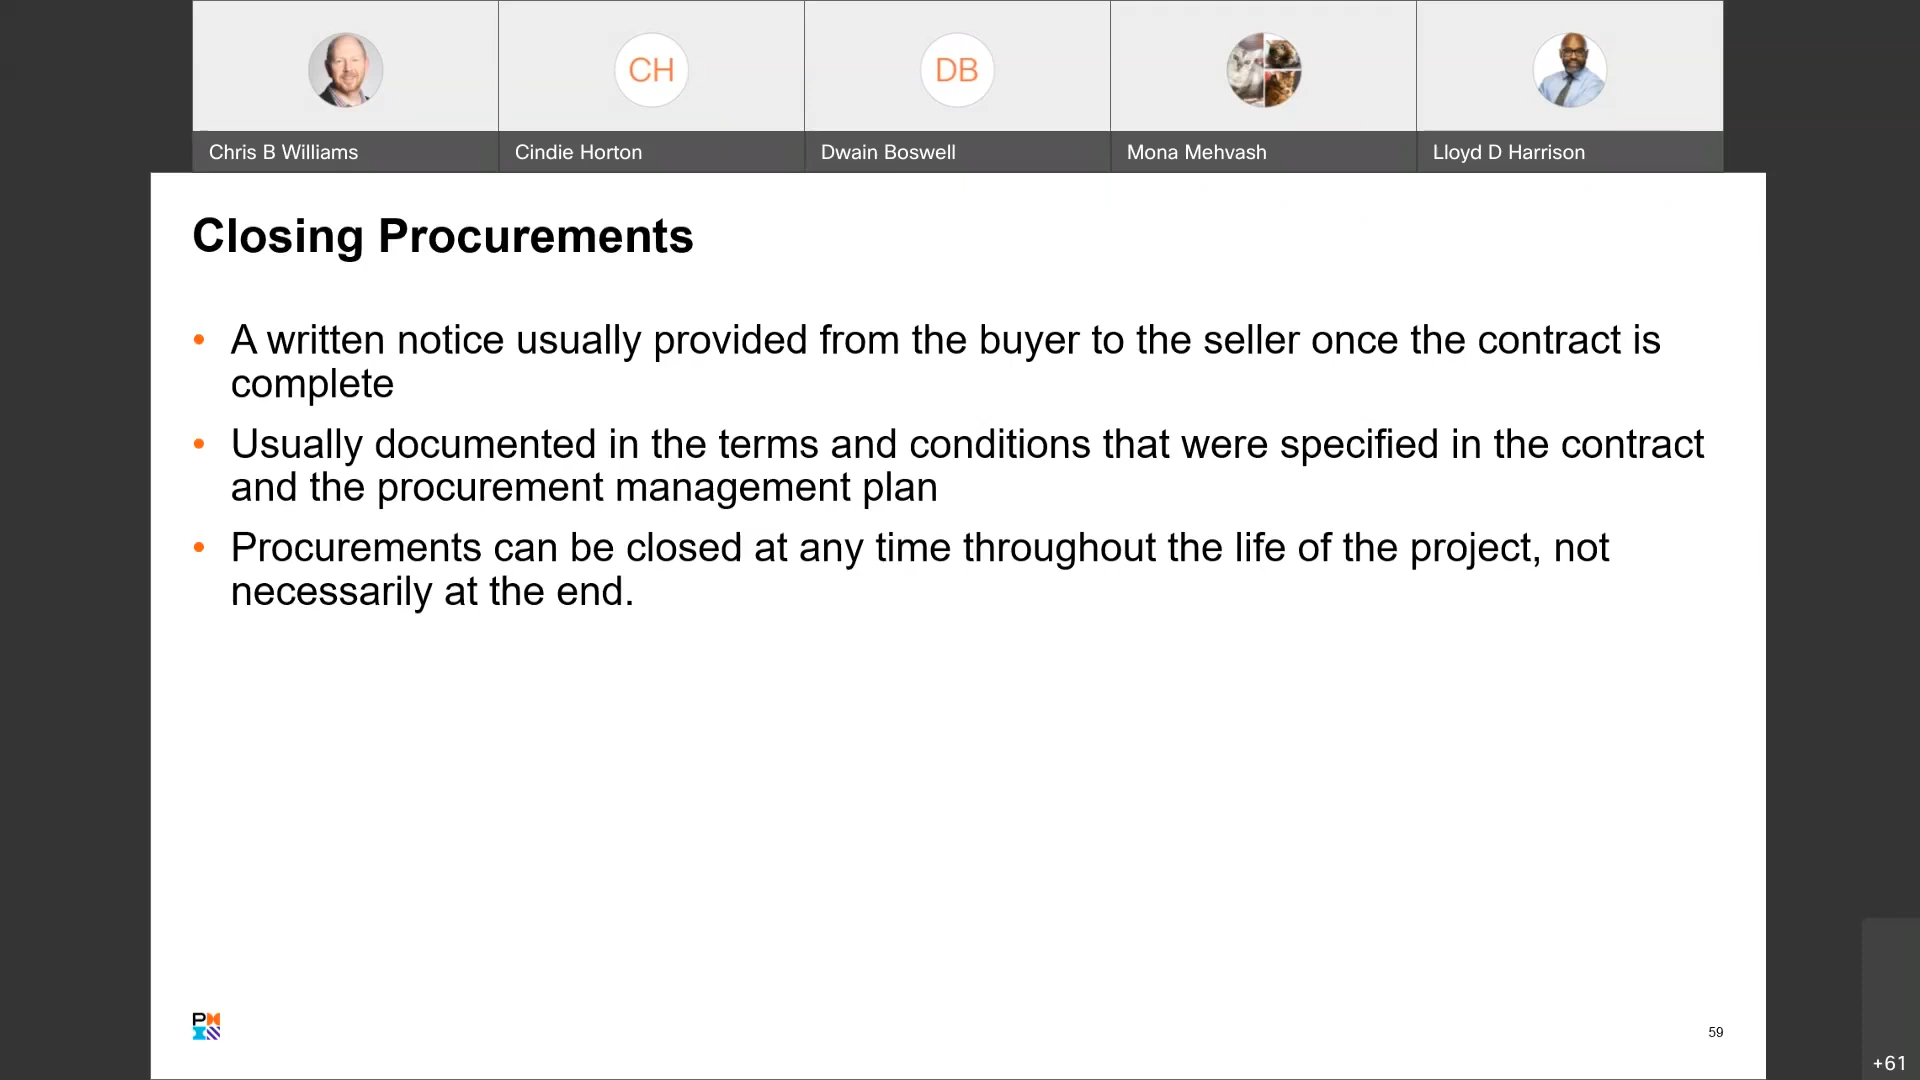 CH
DB
Chris B Williams
Cindie Horton
Dwain Boswell
Mona Mehvash
Lloyd D Harrison
Closing Procurements
• A written notice usually provided from the buyer to the seller once the contract is
complete
• Usually documented in the terms and conditions that were specified in the contract
and the procurement management plan
• Procurements can be closed at any time throughout the life of the project, not
necessarily at the end.
59
+61